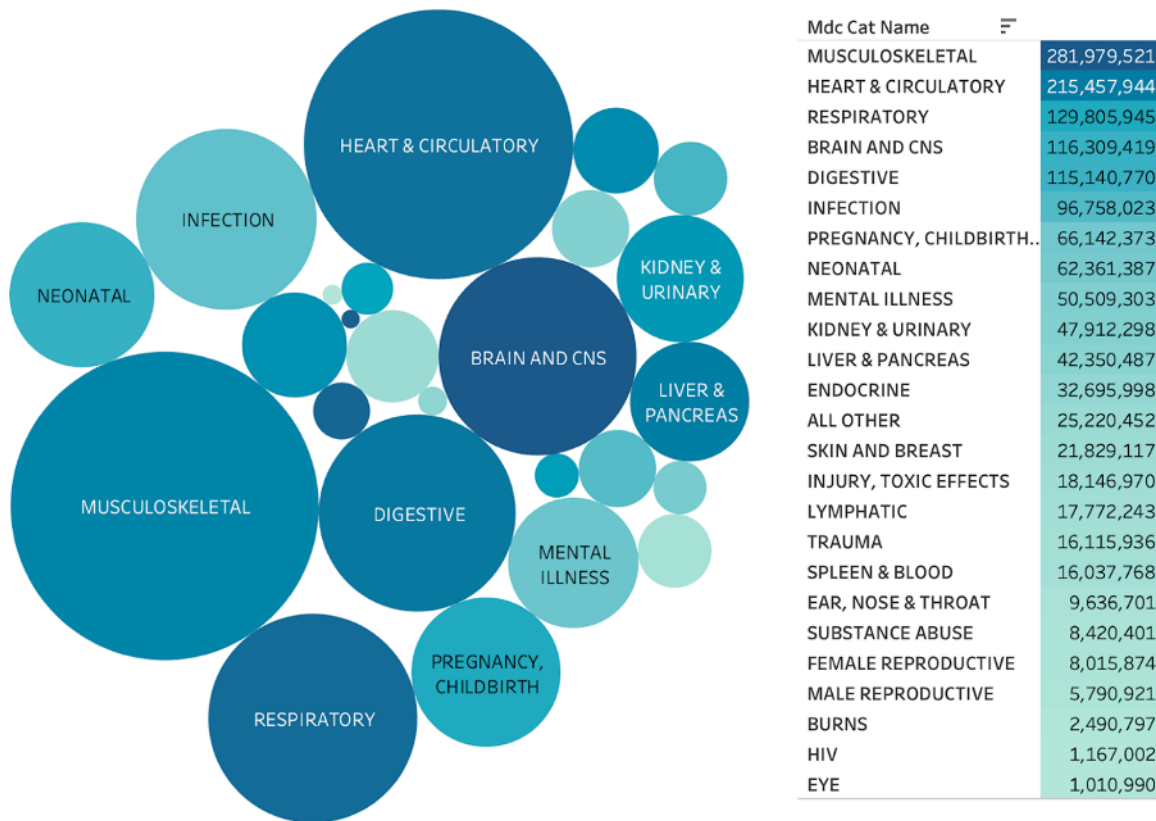 HEART & CIRCULATORY
INFECTION
NEONATAL
KIDNEY &
URINARY
BRAIN AND CNS
LIVER &
PANCREAS
MUSCULOSKELETAL
DIGESTIVE
MENTAL
ILLNESS
PREGNANCY,
CHILDBIRTH
RESPIRATORY
Mdc Cat Name
MUSCULOSKELETAL 281,979,521
HEART & CIRCULATORY 215,457,944
RESPIRATORY 129,805,945
BRAIN AND CNS 116,309,419
DIGESTIVE 115,140,770
INFECTION 96,758,023
PREGNANCY, CHILDBIRTH.. 66,142,373
NEONATAL 62,361,387
MENTAL ILLNESS 50,509,303
KIDNEY & URINARY 47,912,298
LIVER & PANCREAS 42,350,487
ENDOCRINE 32,695,998
ALL OTHER 25,220,452
SKIN AND BREAST 21,829,117
INJURY, TOXIC EFFECTS 18,146,970
LYMPHATIC 17,772,243
TRAUMA 16,115,936
SPLEEN & BLOOD 16,037,768
EAR, NOSE & THROAT 9,636,701
SUBSTANCE ABUSE 8,420,401
FEMALE REPRODUCTIVE 8,015,874
MALE REPRODUCTIVE 5,790,921
BURNS 2,490,797
HIV 1,167,002
EYE 1,010,990